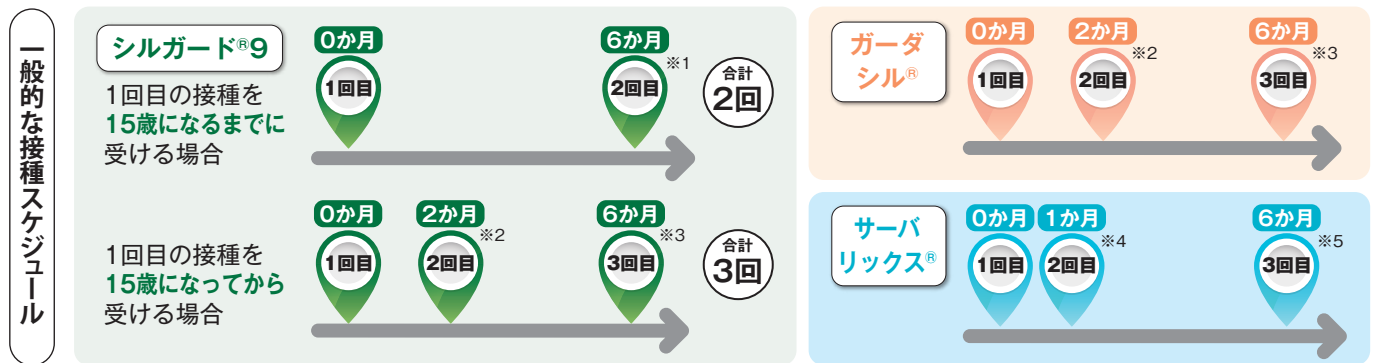 一般的な接種スケジュール
シルガード®9
1回目の接種を
15歳になるまでに
受ける場合
0か月
1回目
6か月
※1
2回目
合計
2回
1回目の接種を
15歳になってから
受ける場合
0か月
1回目
2か月
※2
2回目
6か月
※3
3回目
合計
3回
ガーダ
シル®
0か月
1回目
2か月
※2
2回目
6か月
※3
3回目
サーバ
リックス®
0か月
1回目
1か月
※4
2回目
6か月
※5
3回目